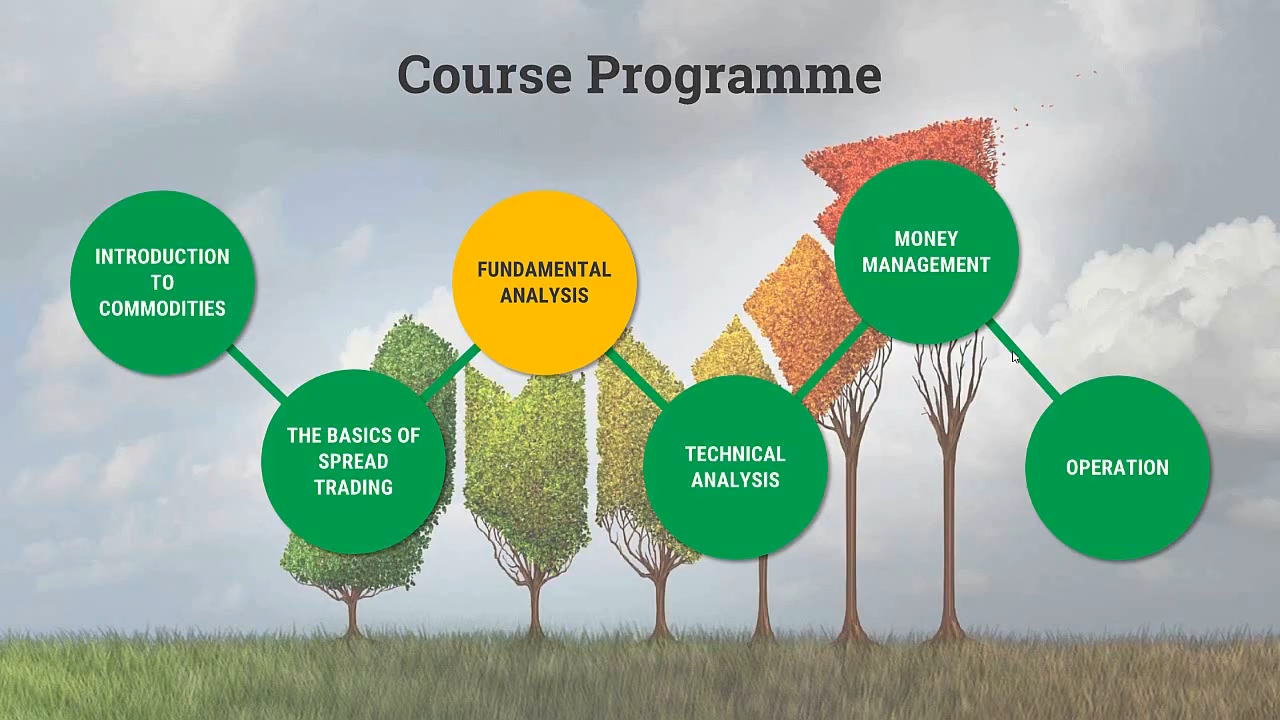 Course Programme
INTRODUCTION
TO
COMMODITIES
THE BASICS OF
SPREAD
TRADING
FUNDAMENTAL
ANALYSIS
TECHNICAL
ANALYSIS
MONEY
MANAGEMENT
OPERATION